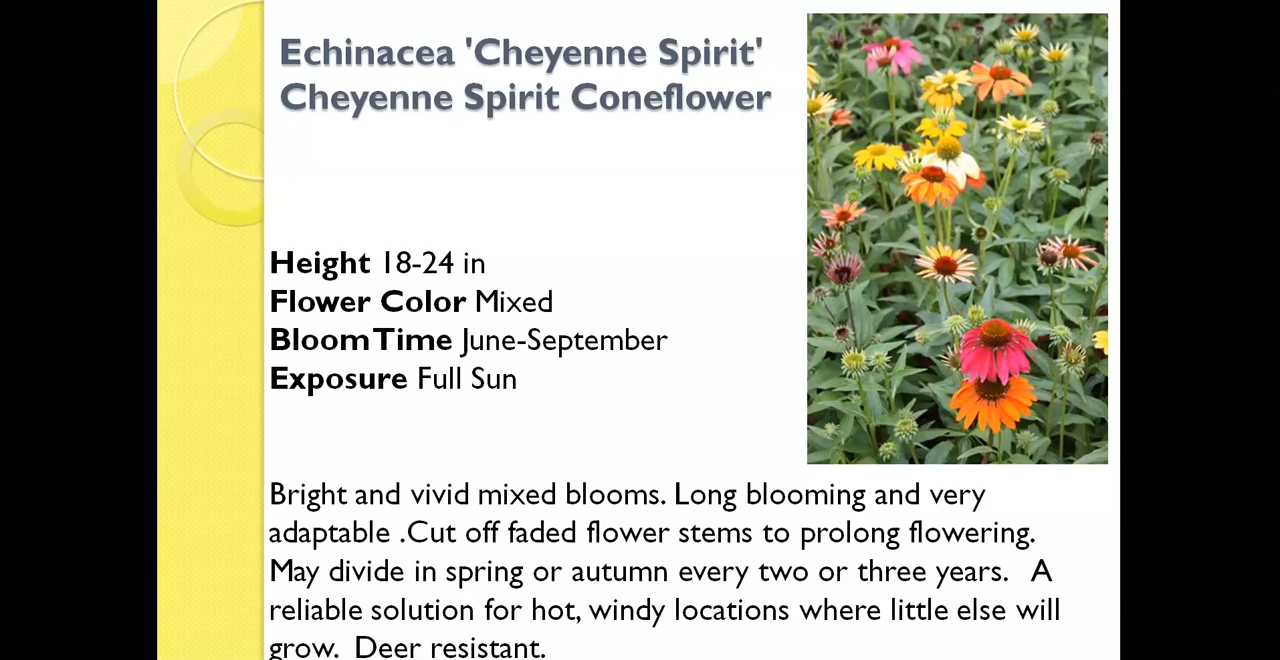 Echinacea 'Cheyenne Spirit'
Cheyenne Spirit Coneflower
Height 18-24 in
Flower Color Mixed
Bloom Time June-September
Exposure Full Sun
Bright and vivid mixed blooms. Long blooming and very
adaptable .Cut off faded flower stems to prolong flowering.
May divide in spring or autumn every two or three years. A
reliable solution for hot, windy locations where little else will
grow. Deer resistant.